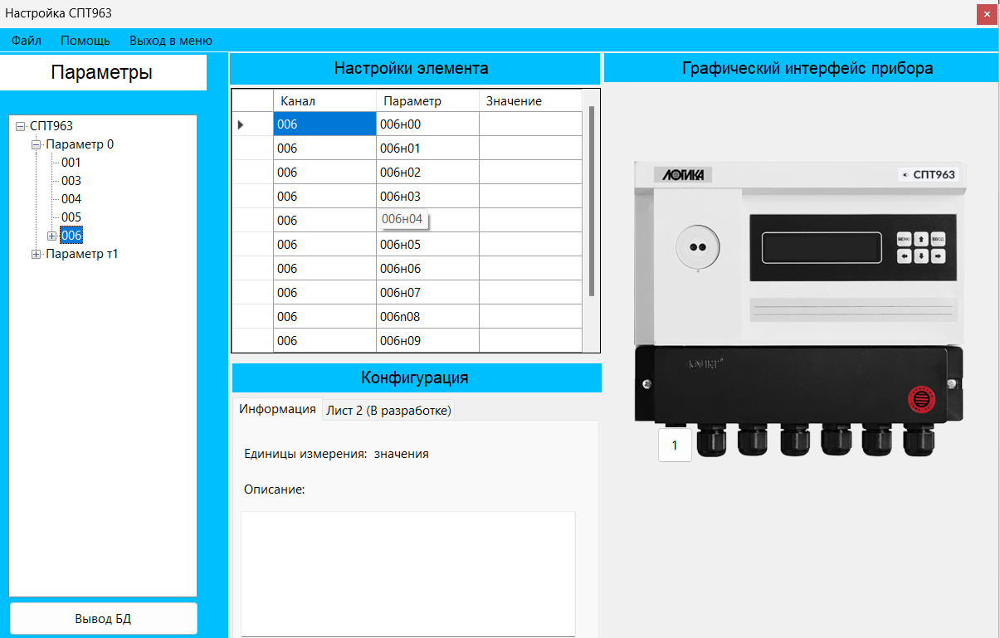 Настройка СПТ963
Файл Помощь Выход в меню
Параметры
СПТ963
Параметр 0
001
003
004
005
006
Параметр т1
Вывод БД
Настройки элемента
Канал Параметр Значение
006 006н00
006 006н01
006 006н02
006 006н03
006 006н04
006 006н05
006 006н06
006 006н07
006 006n08
006 006н09
Конфигурация
Информация Лист 2 (В разработке)
Единицы измерения: значения
Описание:
Графический интерфейс прибора
ЛОГИКА СПТ963
МЕНЮ ВВОД
1